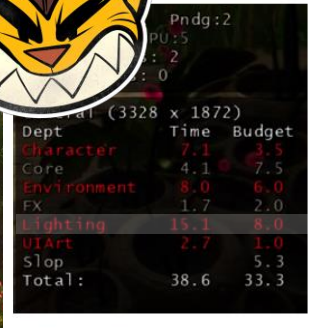 Pndg:2
PU:5
: 2
: 0
ral (3328 x 1872)
Dept Time Budget
Character 7.1 3.5
Core 4.1 7.5
Environment 8.0 6.0
FX 1.7 2.0
Lighting 15.1 8.0
UIArt 2.7 1.0
Slop 5.3
Total: 38.6 33.3